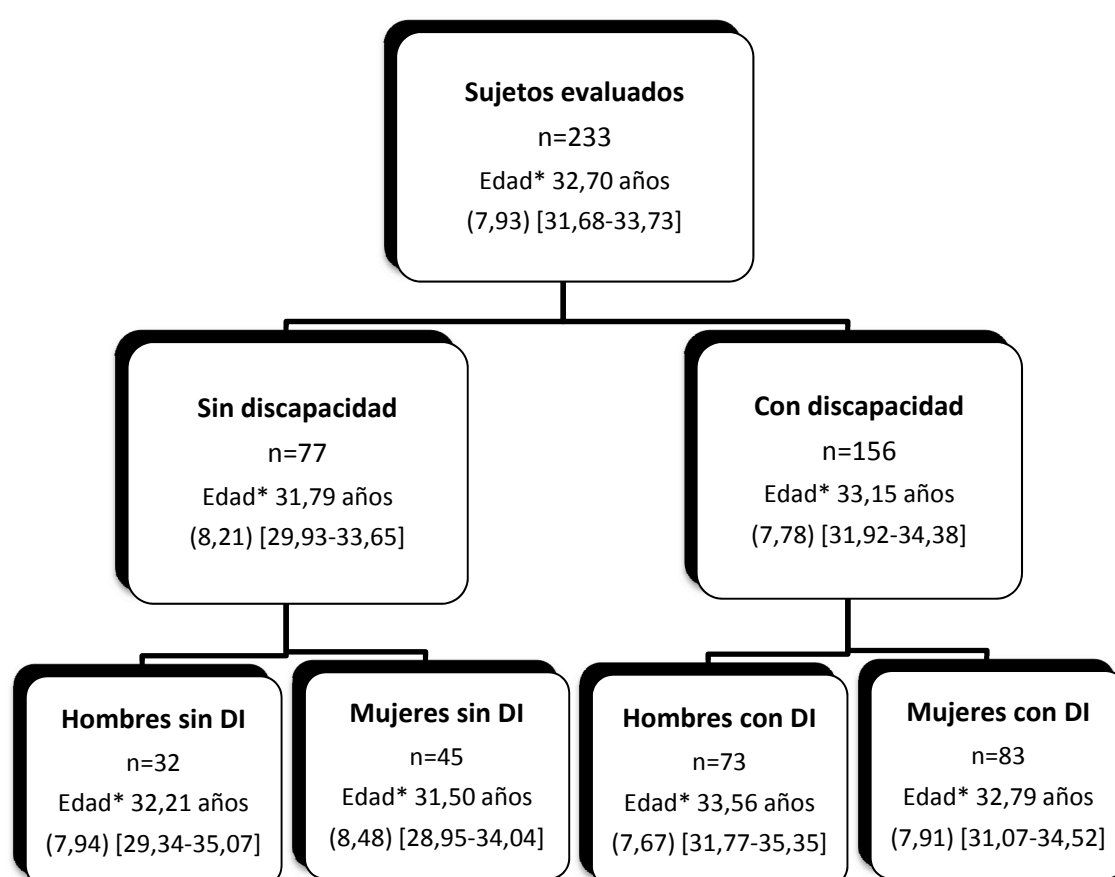 Sujetos evaluados
n=233
Edad* 32,70 años
(7,93) [31,68-33,73]
Sin discapacidad
n=77
Edad* 31,79 años
(8,21) [29,93-33,65]
Con discapacidad
n=156
Edad* 33,15 años
(7,78) [31,92-34,38]
Hombres sin DI
n=32
Edad* 32,21 años
(7,94) [29,34-35,07]
Mujeres sin DI
n=45
Edad* 31,50 años
(8,48) [28,95-34,04]
Hombres con DI
n=73
Edad* 33,56 años
(7,67) [31,77-35,35]
Mujeres con DI
n=83
Edad* 32,79 años
(7,91) [31,07-34,52]